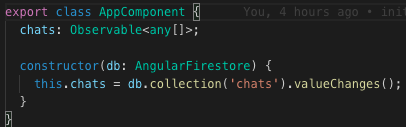 export class AppComponent {        You, 4 hours ago • init
  chats: Observable<any[]>;

  constructor(db: AngularFirestore) {
    this.chats = db.collection('chats').valueChanges();
  }
}